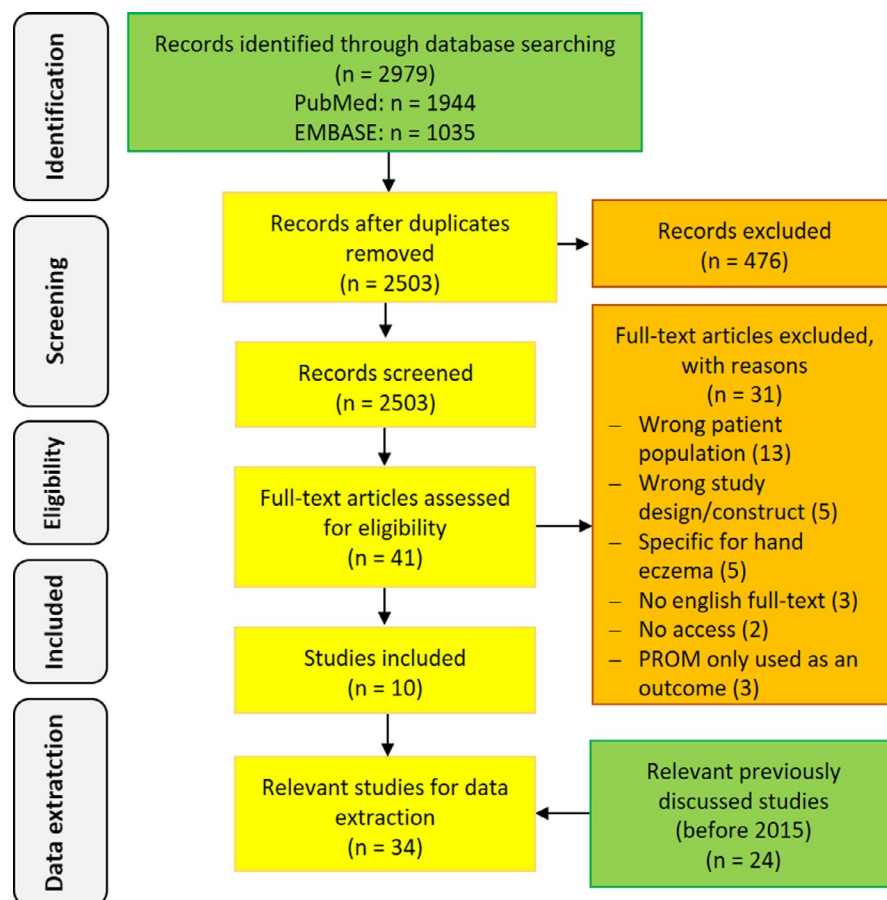 Identification
Records identified through database searching
(n = 2979)
PubMed: n = 1944
EMBASE: n = 1035
Screening
Records after duplicates
removed
(n = 2503)
Records excluded
(n = 476)
Records screened
(n = 2503)
Eligibility
Full-text articles assessed
for eligibility
(n = 41)
Full-text articles excluded,
with reasons
(n = 31)
– Wrong patient
population (13)
– Wrong study
design/construct (5)
– Specific for hand
eczema (5)
– No english full-text (3)
– No access (2)
– PROM only used as an
outcome (3)
Included
Studies included
(n = 10)
Data extratction
Relevant studies for data
extraction
(n = 34)
Relevant previously
discussed studies
(before 2015)
(n = 24)